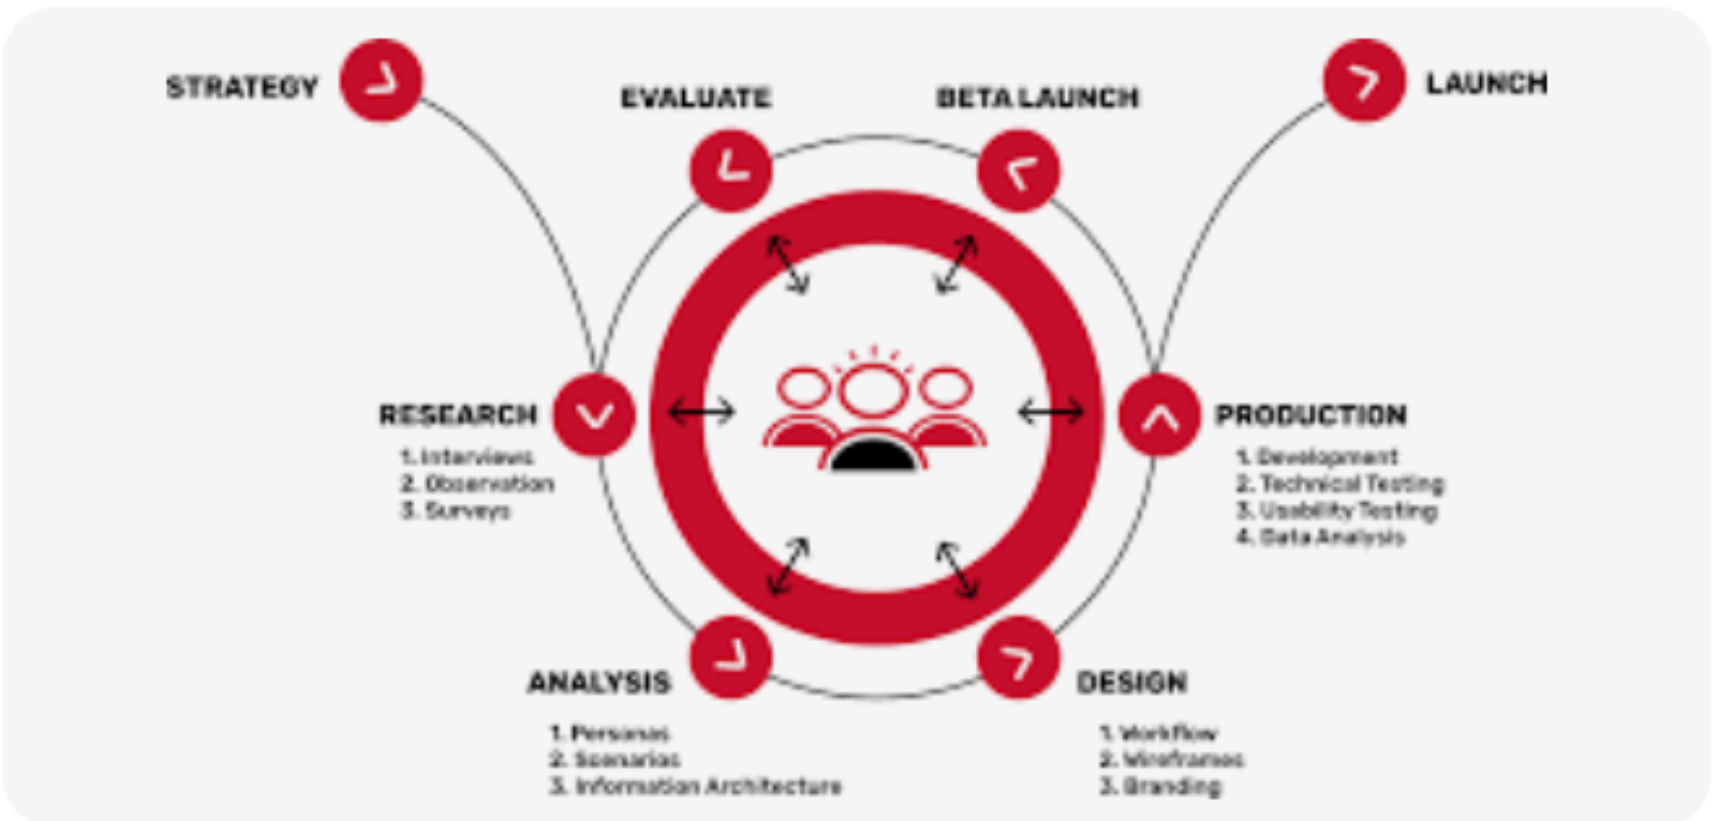 STRATEGY
LAUNCH
EVALUATE
BETA LAUNCH
RESEARCH
1. Interviews
2. Observation
3. Surveys
PRODUCTION
1. Development
2. Technical Testing
3. Usability Testing
4. Data Analysis
ANALYSIS
1. Personas
2. Scenarios
3. Information Architecture
DESIGN
1. Workflow
2. Wireframes
3. Branding